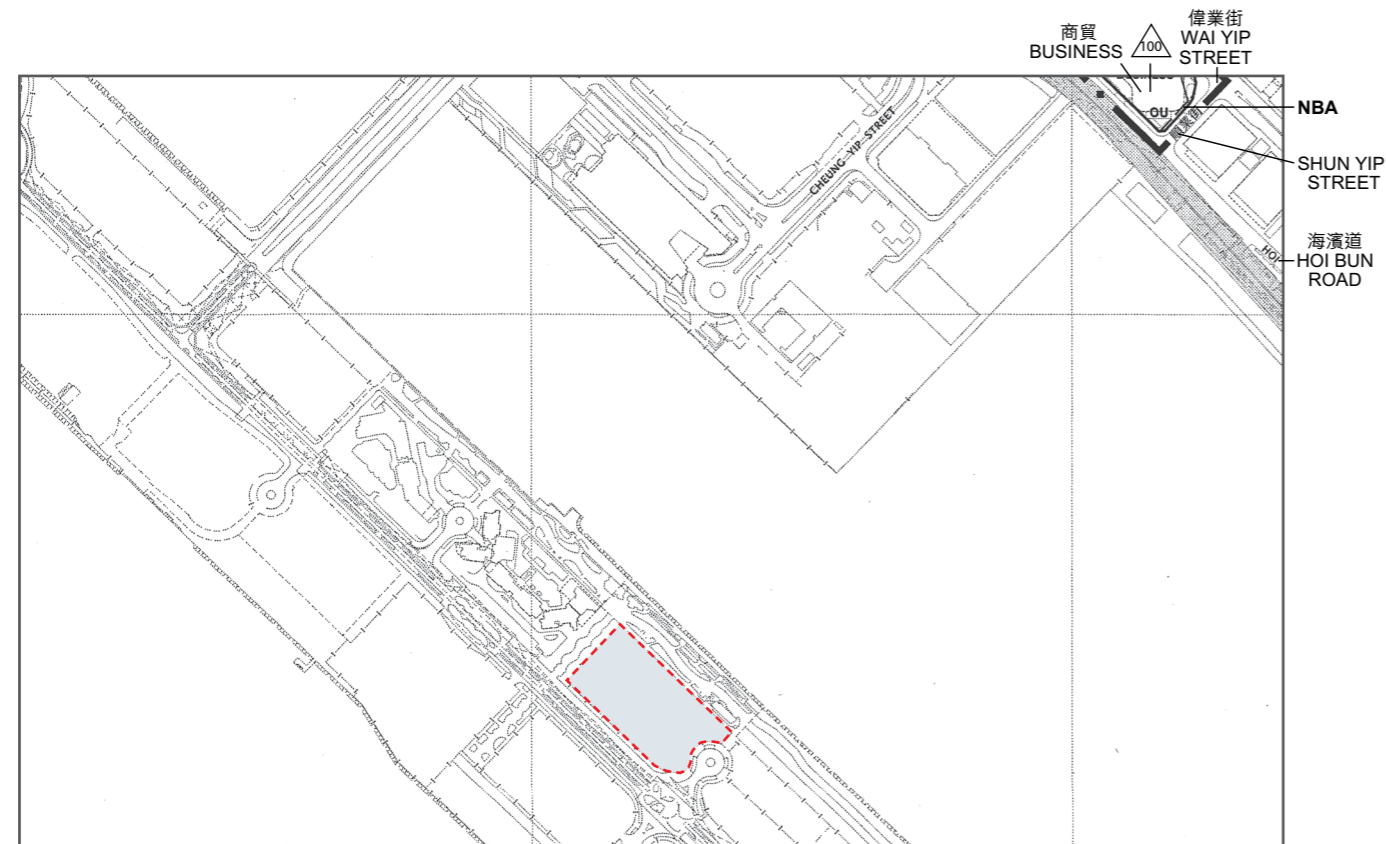 商貿
BUSINESS
100
偉業街
WAI YIP
STREET
OU
NBA
CHEUNG YIP STREET
SHUN YIP
STREET
海濱道
HOI BUN
ROAD
HOI